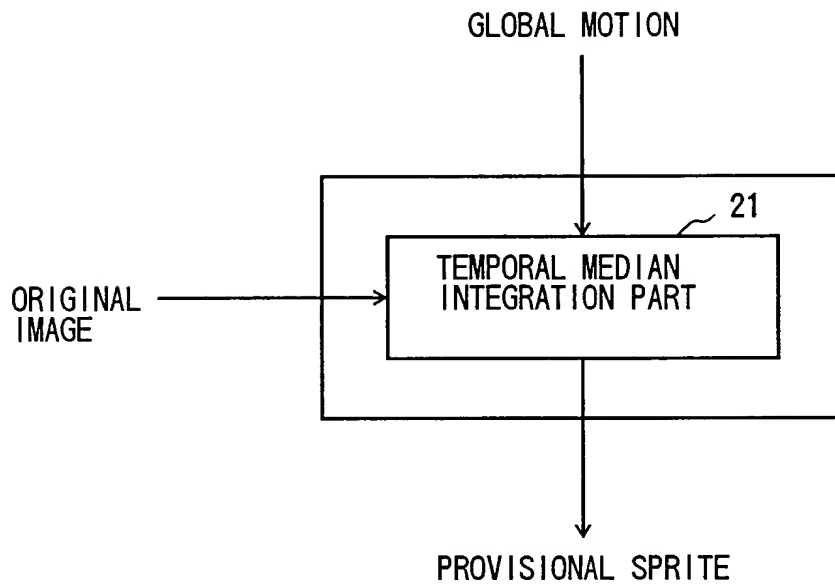 GLOBAL MOTION
21
TEMPORAL MEDIAN
INTEGRATION PART
ORIGINAL
IMAGE
PROVISIONAL SPRITE